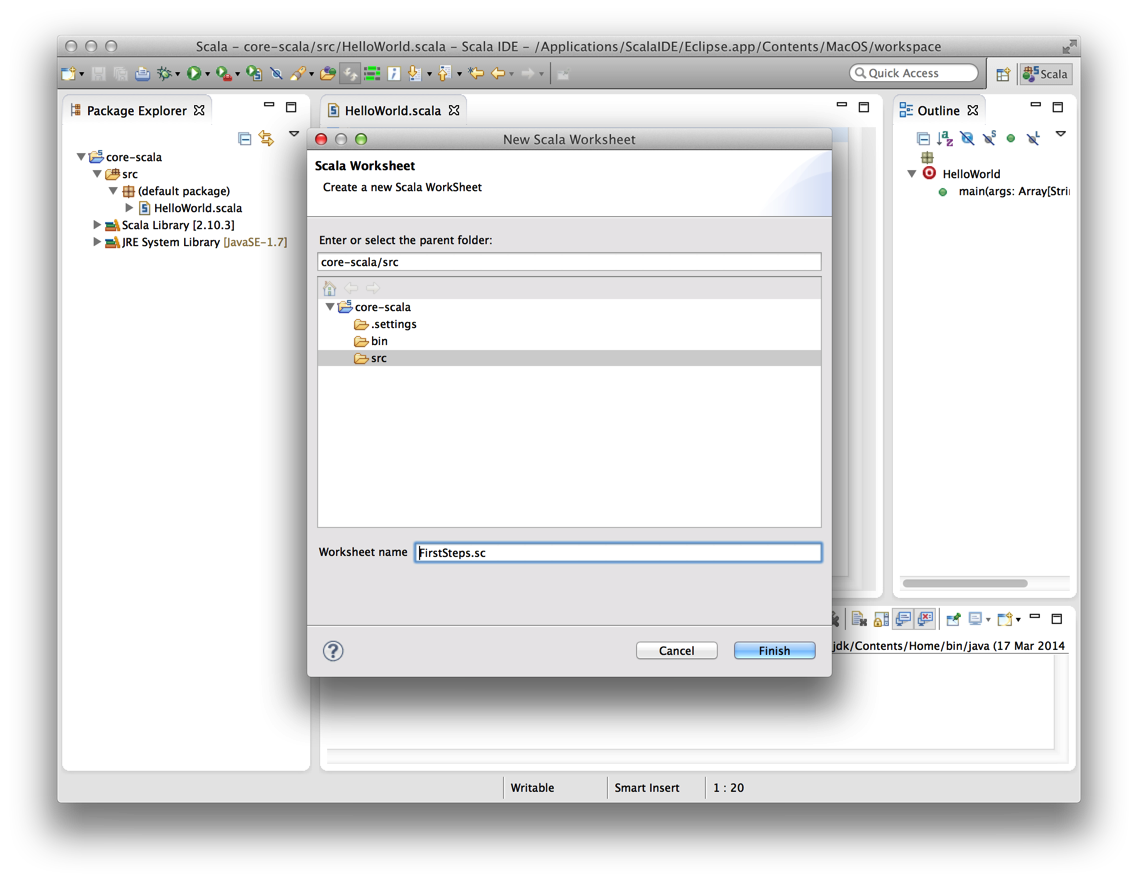 Scala – core-scala/src/HelloWorld.scala – Scala IDE – /Applications/ScalaIDE/Eclipse.app/Contents/MacOS/workspace
Quick Access
Scala
Package Explorer
HelloWorld.scala
Outline
core-scala
src
(default package)
HelloWorld.scala
Scala Library [2.10.3]
JRE System Library [JavaSE-1.7]
New Scala Worksheet
Scala Worksheet
Create a new Scala WorkSheet
Enter or select the parent folder:
core-scala/src
core-scala
.settings
bin
src
Worksheet name
FirstSteps.sc
Cancel
Finish
HelloWorld
main(args: Array[Stri
jdk/Contents/Home/bin/java (17 Mar 2014
Writable
Smart Insert
1 : 20